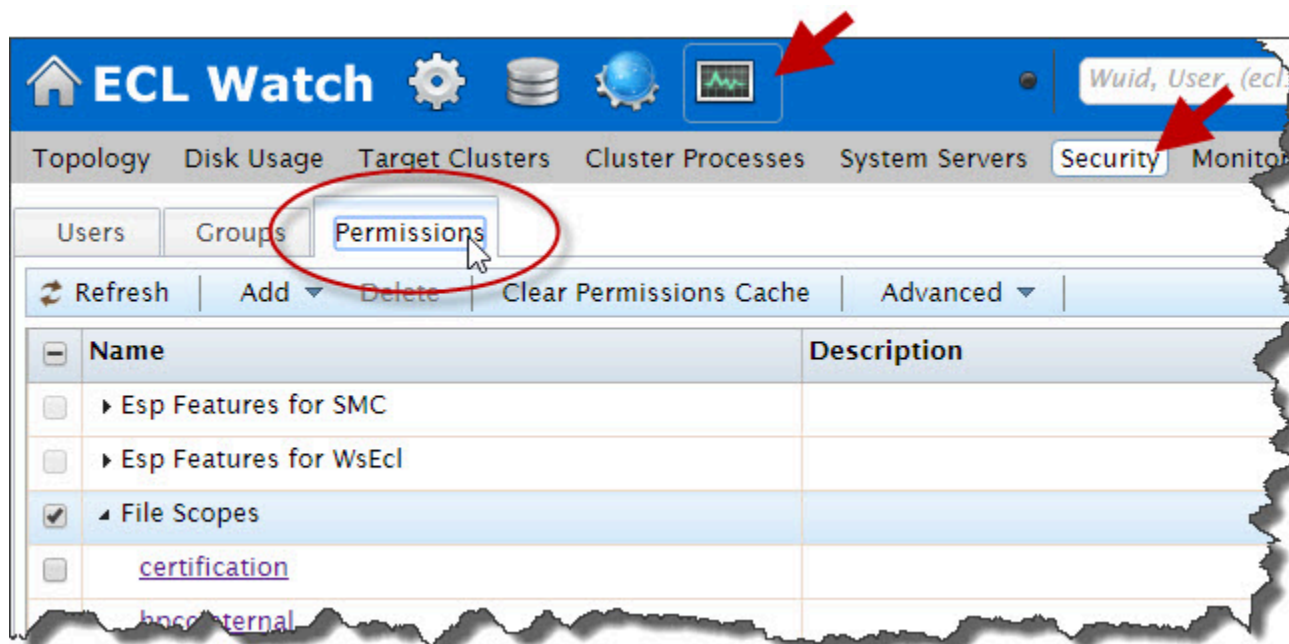 ECL Watch
Wuid, User, (ecl
Topology Disk Usage Target Clusters Cluster Processes System Servers Security Monitor
Users Groups Permissions
Refresh Add Delete Clear Permissions Cache Advanced
Name Description
Esp Features for SMC
Esp Features for WsEcl
File Scopes
certification